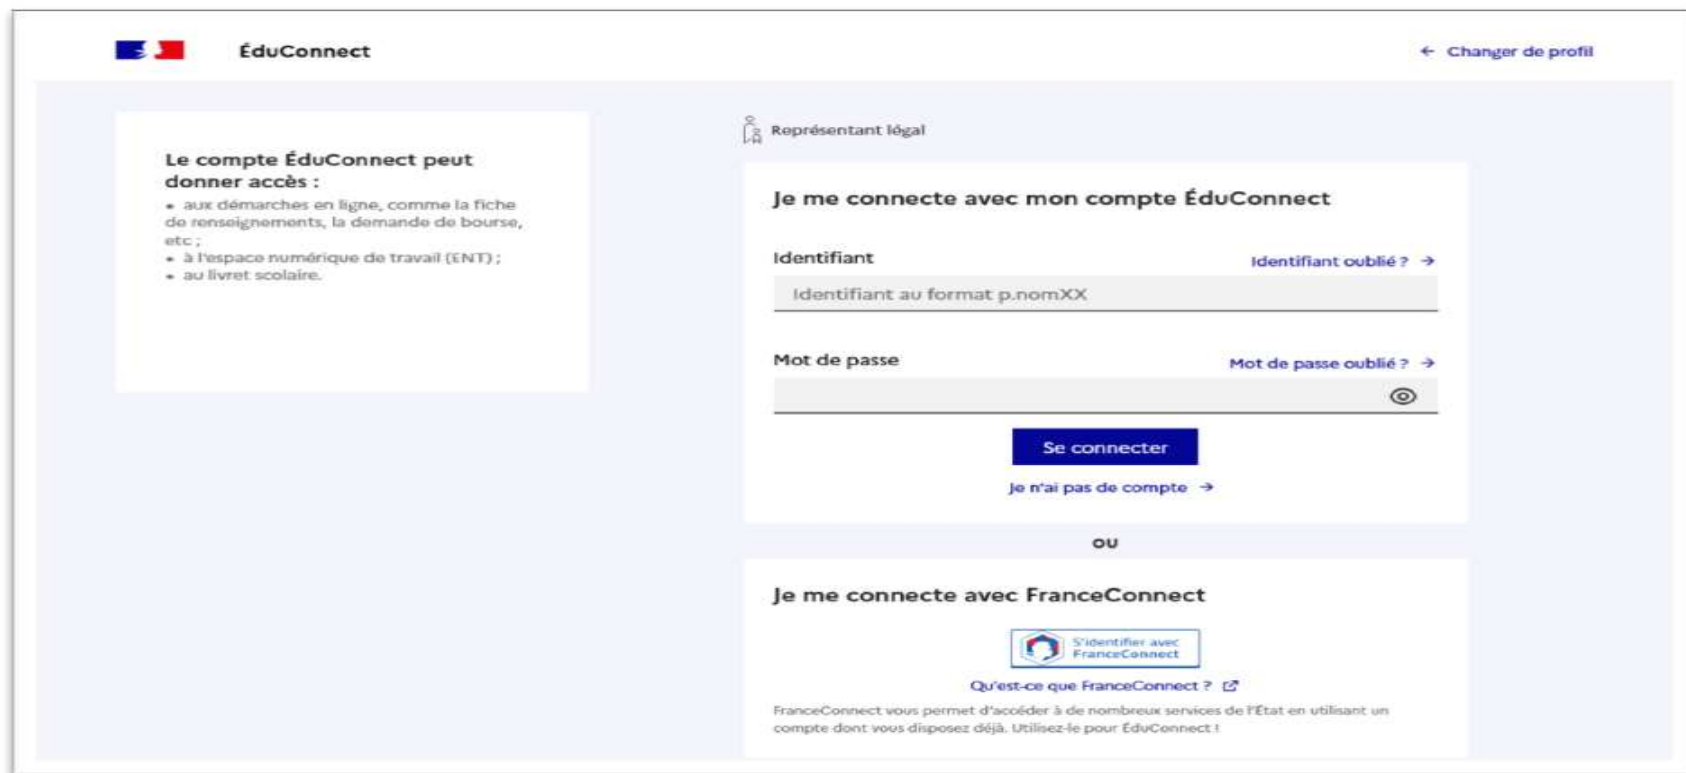 ÉduConnect
← Changer de profil
Le compte ÉduConnect peut
donner accès :
• aux démarches en ligne, comme la fiche
de renseignements, la demande de bourse,
etc ;
• à l'espace numérique de travail (ENT) ;
• au livret scolaire.
Représentant légal
Je me connecte avec mon compte ÉduConnect
Identifiant
Identifiant oublié ? →
Identifiant au format p.nomXX
Mot de passe
Mot de passe oublié ? →
Se connecter
Je n'ai pas de compte →
OU
Je me connecte avec FranceConnect
S'identifier avec
FranceConnect
Qu'est-ce que FranceConnect ?
FranceConnect vous permet d'accéder à de nombreux services de l'État en utilisant un
compte dont vous disposez déjà. Utilisez-le pour ÉduConnect !